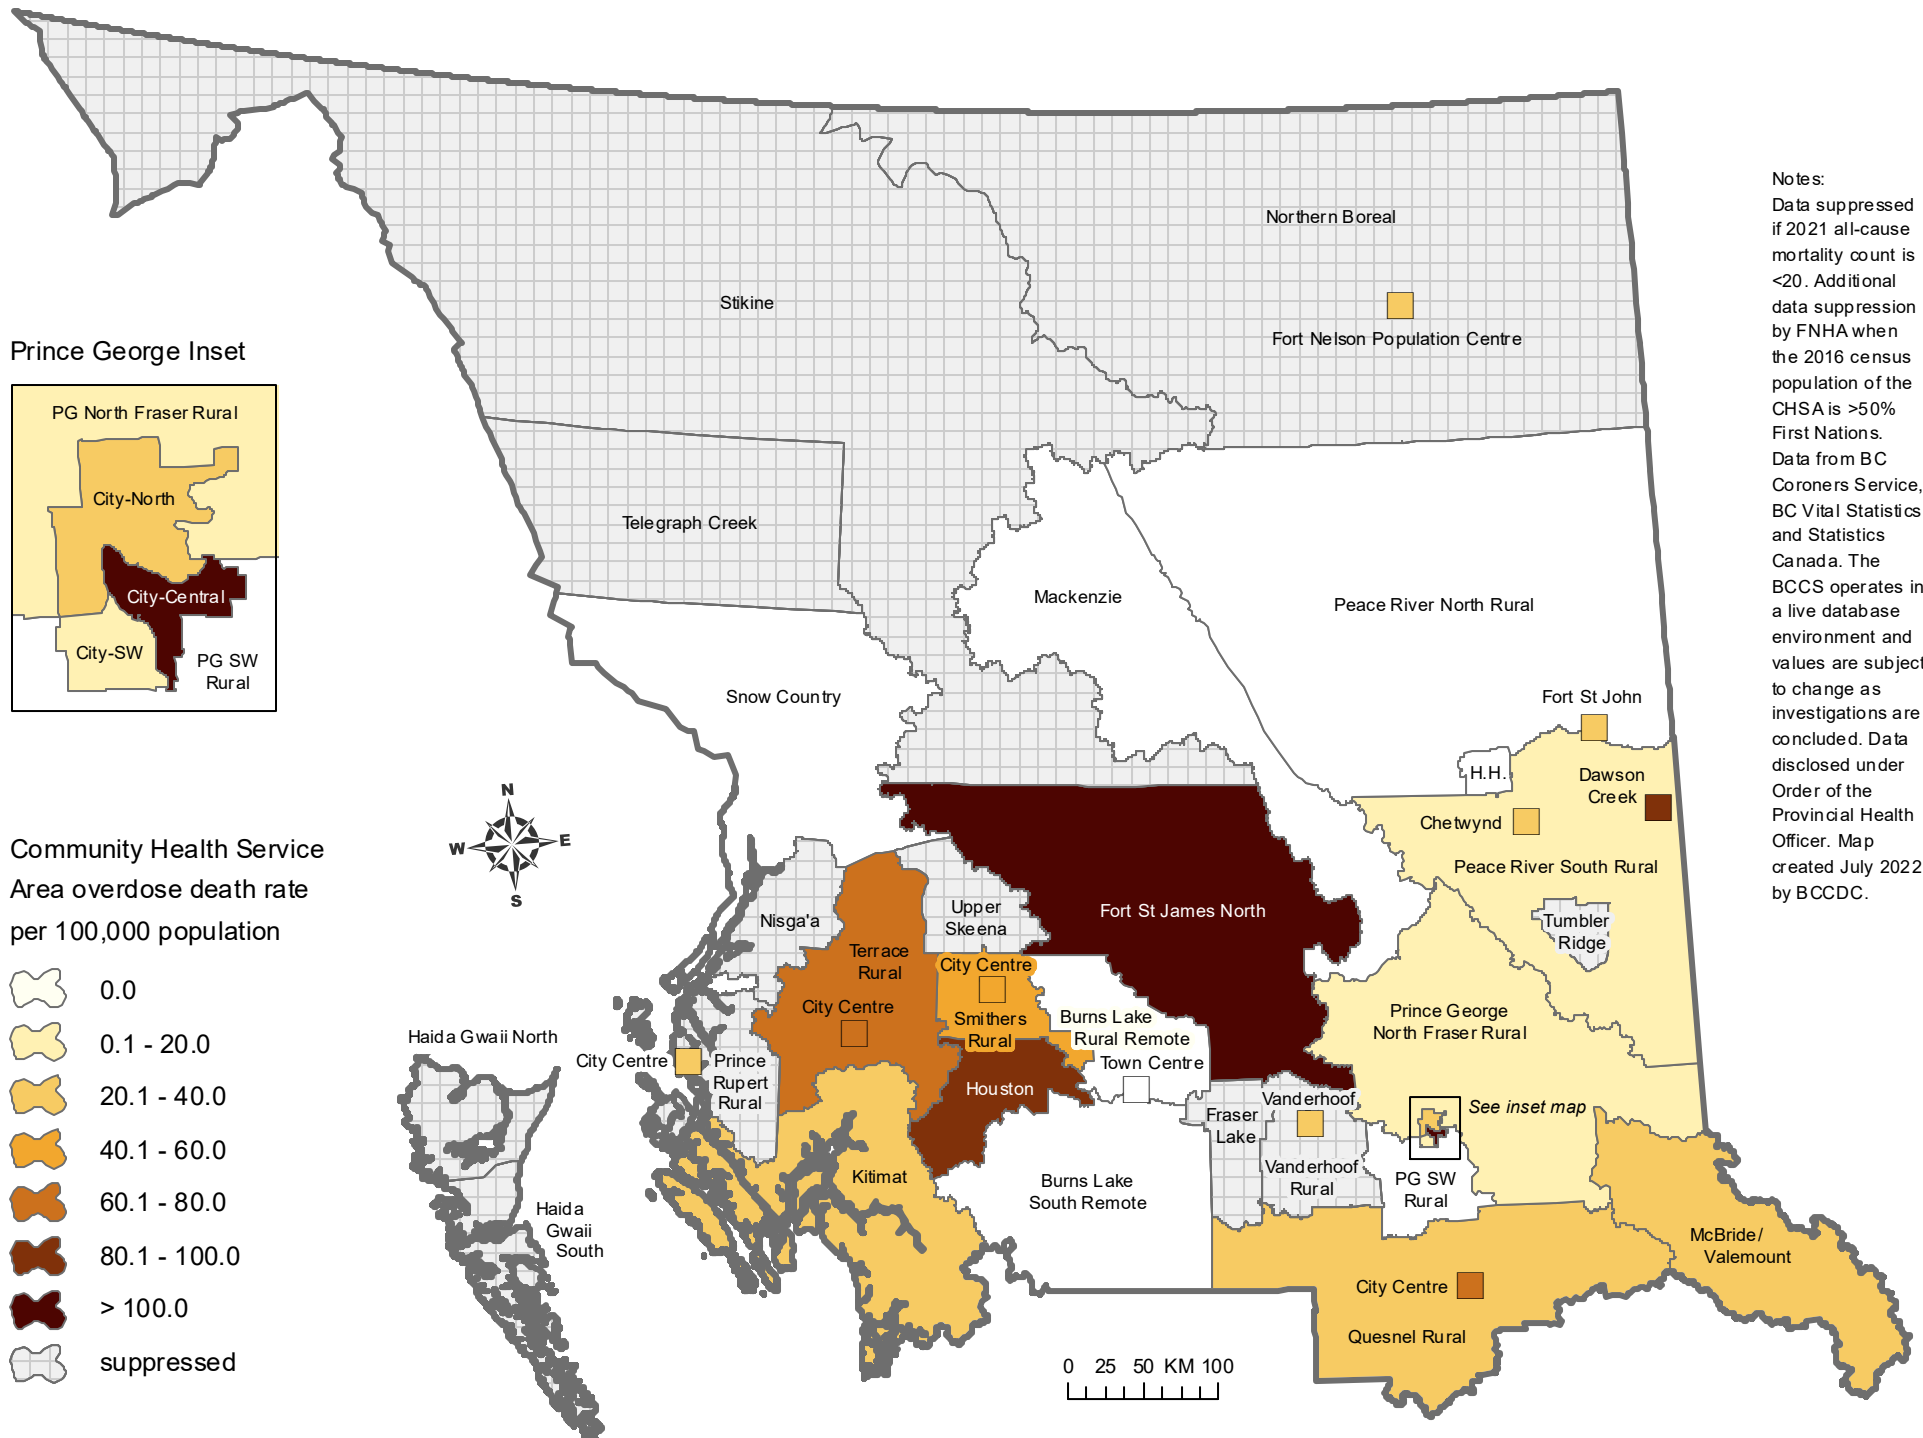 Northern Boreal
Stikine
Fort Nelson Population Centre
Telegraph Creek
Mackenzie
Peace River North Rural
Snow Country
Fort St John
H.H.
Dawson
Creek
Chetwynd
Peace River South Rural
Tumbler
Ridge
Fort St James North
Nisga'a
Upper
Skeena
Terrace
Rural
City Centre
City Centre
Smithers
Rural
Burns Lake
Rural Remote
Town Centre
Prince George
North Fraser Rural
Haida Gwaii North
City Centre
Prince
Rupert
Rural
Houston
Fraser
Lake
Vanderhoof
See inset map
Vanderhoof
Rural
PG SW
Rural
Kitimat
Burns Lake
South Remote
Haida
Gwaii
South
McBride/
Valemount
City Centre
Quesnel Rural
0 25 50 KM 100
N
W E
S
Prince George Inset
PG North Fraser Rural
City-North
City-Central
City-SW
PG SW
Rural
Community Health Service
Area overdose death rate
per 100,000 population
0.0
0.1 - 20.0
20.1 - 40.0
40.1 - 60.0
60.1 - 80.0
80.1 - 100.0
> 100.0
suppressed
Notes:
Data suppressed
if 2021 all-cause
mortality count is
<20. Additional
data suppression
by FNHA when
the 2016 census
population of the
CHSA is >50%
First Nations.
Data from BC
Coroners Service,
BC Vital Statistics
and Statistics
Canada. The
BCCS operates in
a live database
environment and
values are subject
to change as
investigations are
concluded. Data
disclosed under
Order of the
Provincial Health
Officer. Map
created July 2022
by BCCDC.